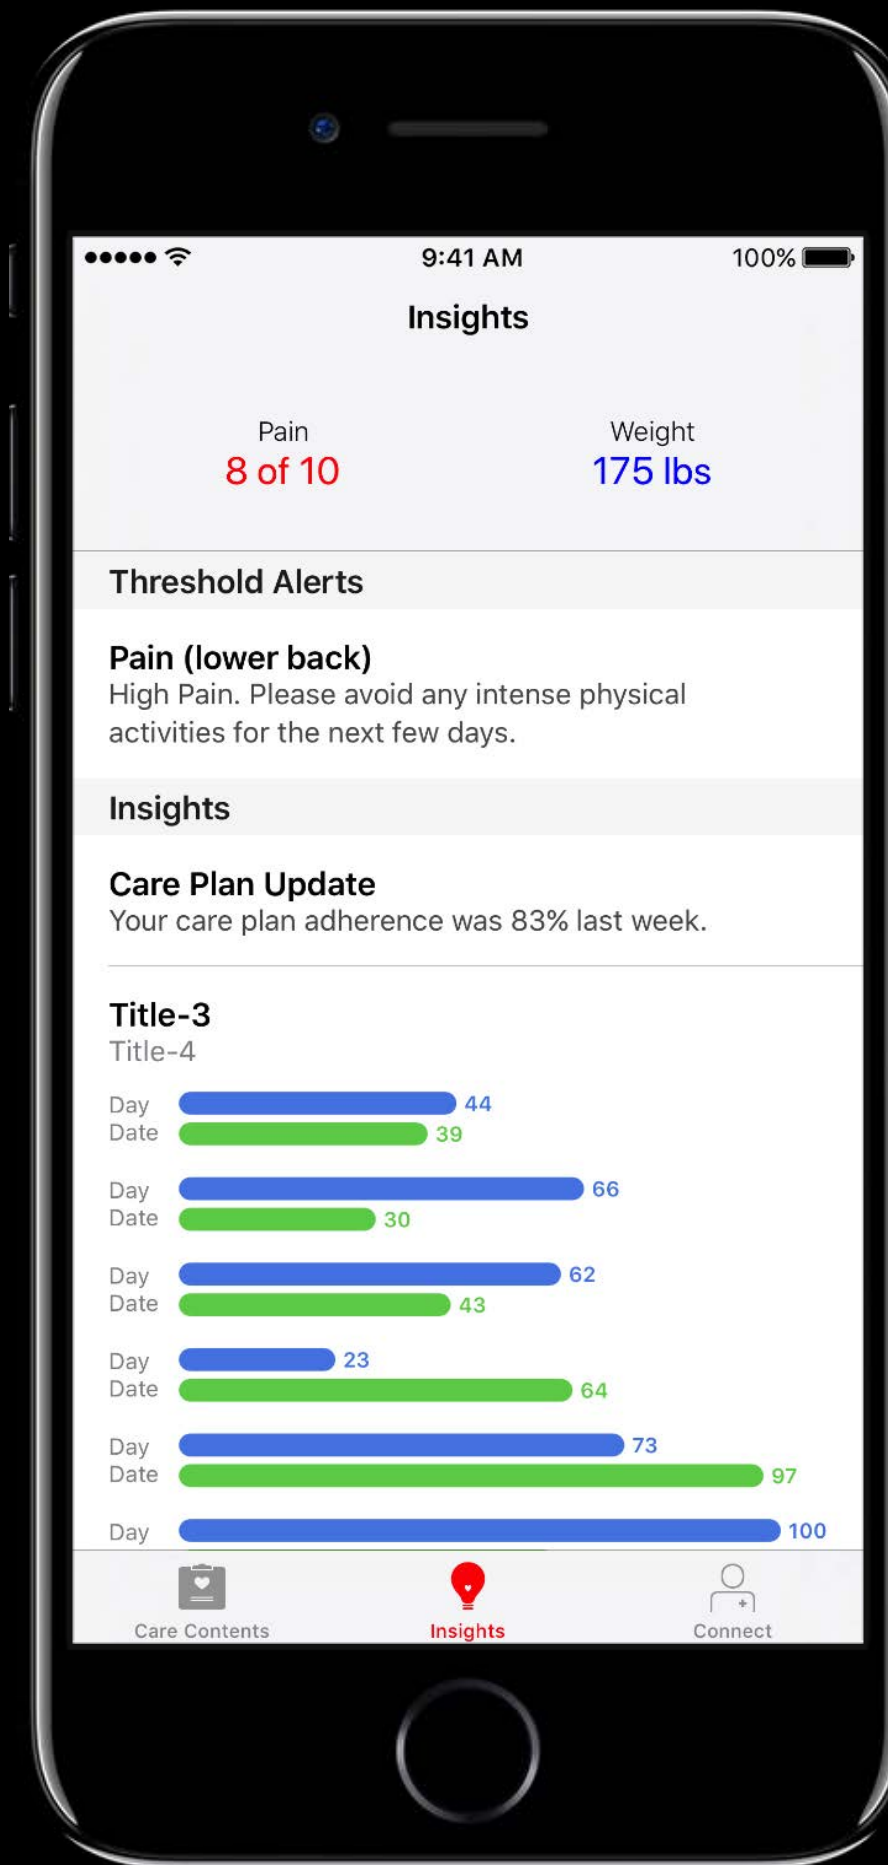 9:41 AM 100%
Insights
Pain Weight
8 of 10 175 lbs
Threshold Alerts
Pain (lower back)
High Pain. Please avoid any intense physical
activities for the next few days.
Insights
Care Plan Update
Your care plan adherence was 83% last week.
Title-3
Title-4
Day 44
Date 39
Day 66
Date 30
Day 62
Date 43
Day 23
Date 64
Day 73
Date 97
Day 100
Care Contents Insights Connect